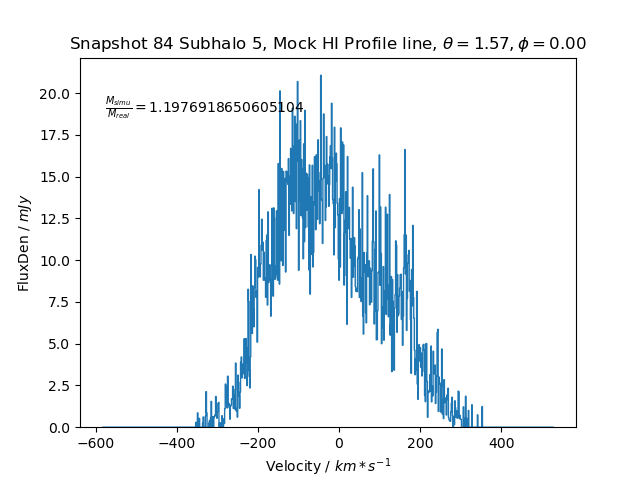 Snapshot 84 Subhalo 5, Mock HI Profile line, θ = 1.57, ϕ = 0.00
M_simu/M_real = 1.1976918650605104
FluxDen / mJy
20.0
17.5
15.0
12.5
10.0
7.5
5.0
2.5
0.0
−600 −400 −200 0 200 400
Velocity / km * s⁻¹